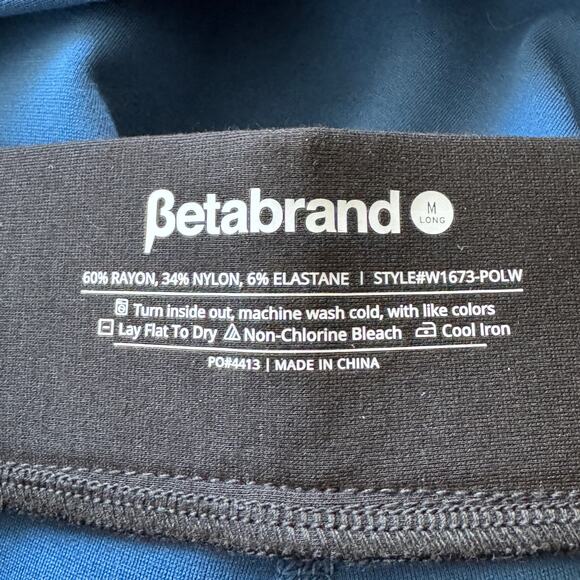 βetabrand M LONG
60% RAYON, 34% NYLON, 6% ELASTANE | STYLE#W1673-POLW
Turn inside out, machine wash cold, with like colors
Lay Flat To Dry Non-Chlorine Bleach Cool Iron
PO#4413 | MADE IN CHINA